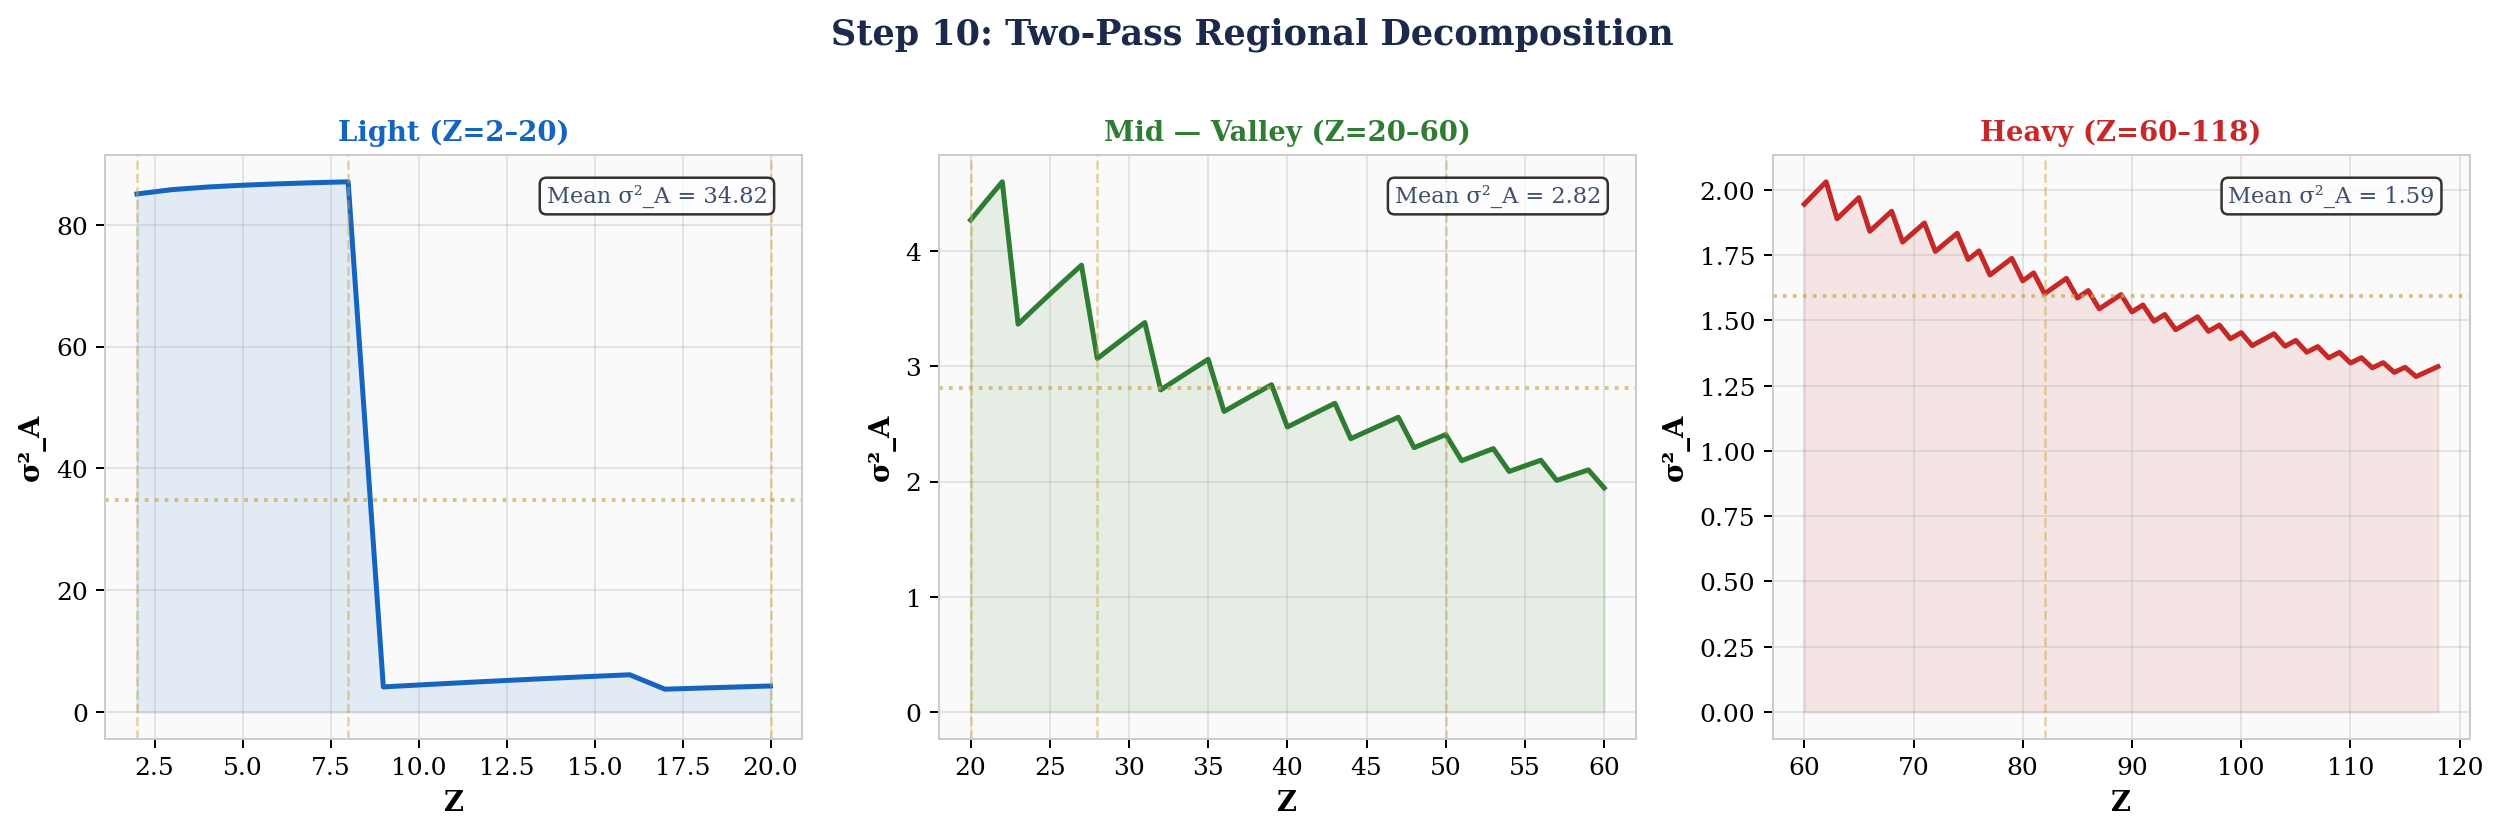 Step 10: Two-Pass Regional Decomposition
Light (Z=2–20)
Mean σ²_A = 34.82
σ²_A
80
60
40
20
0
2.5 5.0 7.5 10.0 12.5 15.0 17.5 20.0
Z
Mid — Valley (Z=20–60)
Mean σ²_A = 2.82
σ²_A
4
3
2
1
0
20 25 30 35 40 45 50 55 60
Z
Heavy (Z=60–118)
Mean σ²_A = 1.59
σ²_A
2.00
1.75
1.50
1.25
1.00
0.75
0.50
0.25
0.00
60 70 80 90 100 110 120
Z